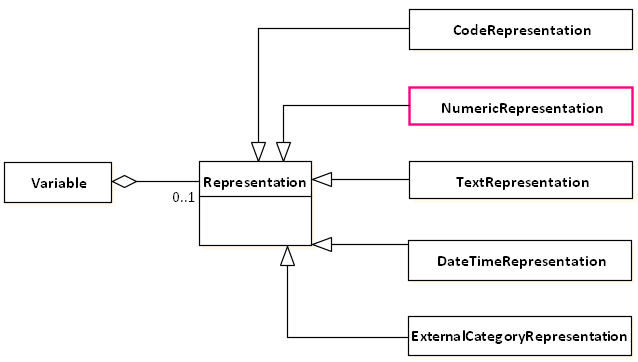 CodeRepresentation
NumericRepresentation
Variable
Representation
0..1
TextRepresentation
DateTimeRepresentation
ExternalCategoryRepresentation